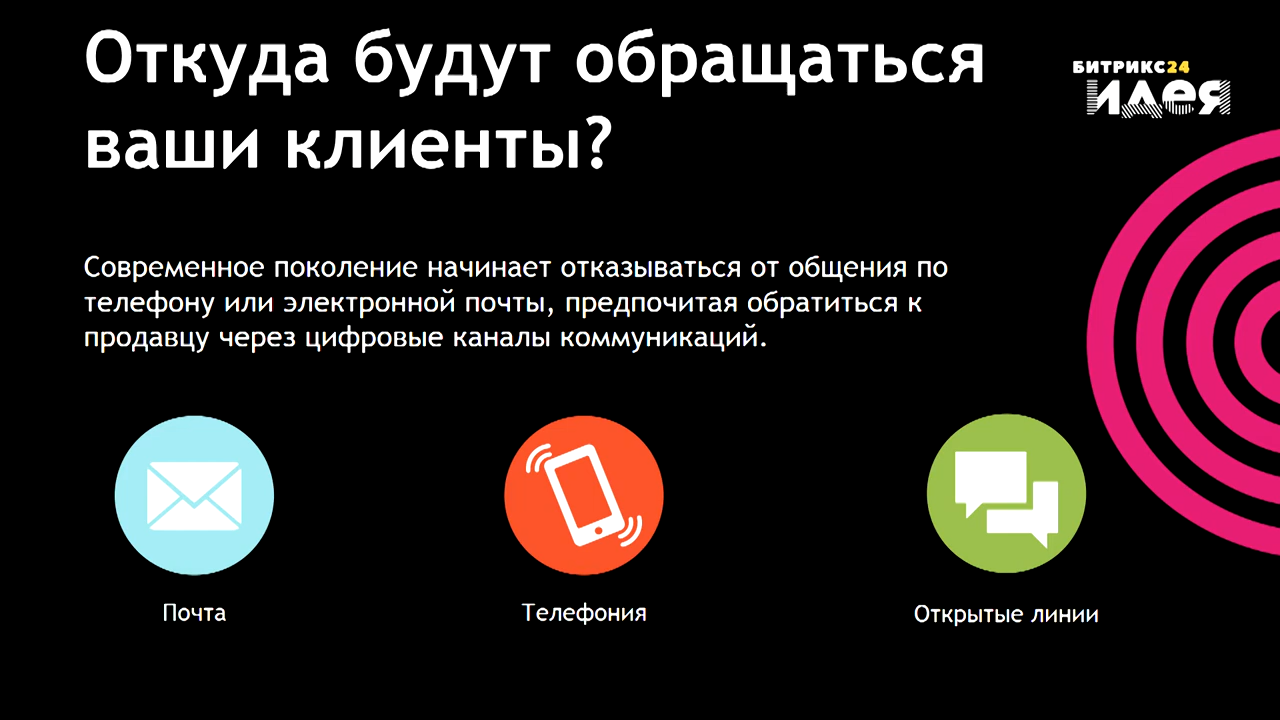 Откуда будут обращаться
ваши клиенты?
БИТРИКС24
идея
Современное поколение начинает отказываться от общения по
телефону или электронной почты, предпочитая обратиться к
продавцу через цифровые каналы коммуникаций.
Почта
Телефония
Открытые линии